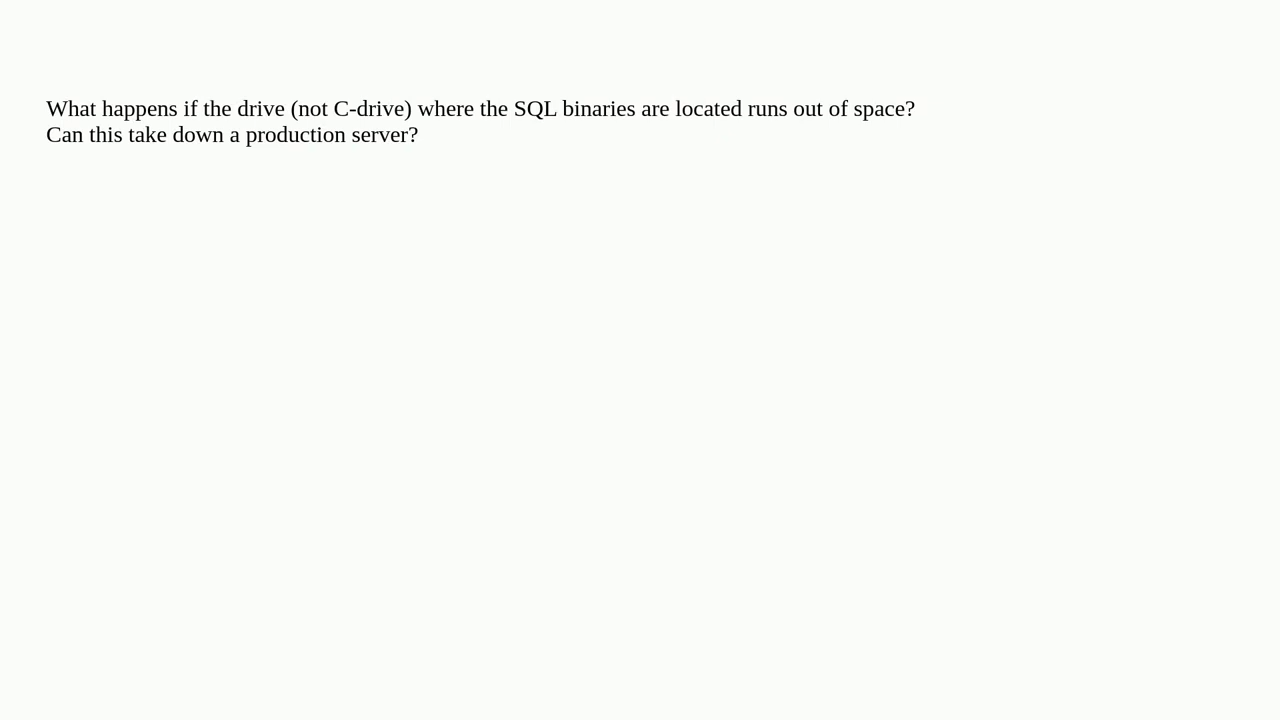 What happens if the drive (not C-drive) where the SQL binaries are located runs out of space?
Can this take down a production server?